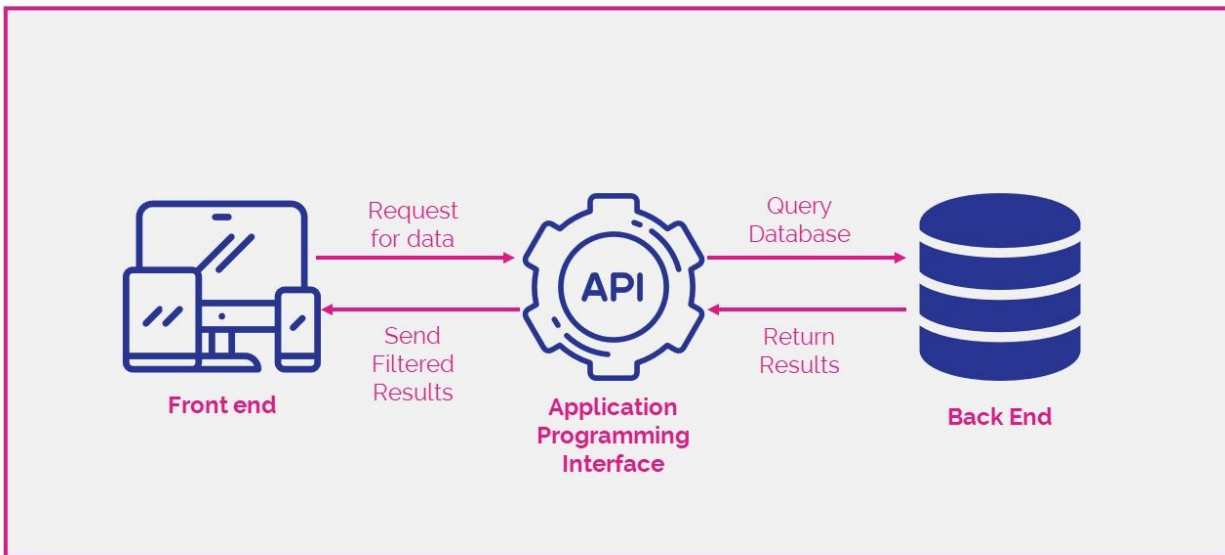 Request
for data
Send
Filtered
Results
Front end
API
Application
Programming
Interface
Query
Database
Return
Results
Back End